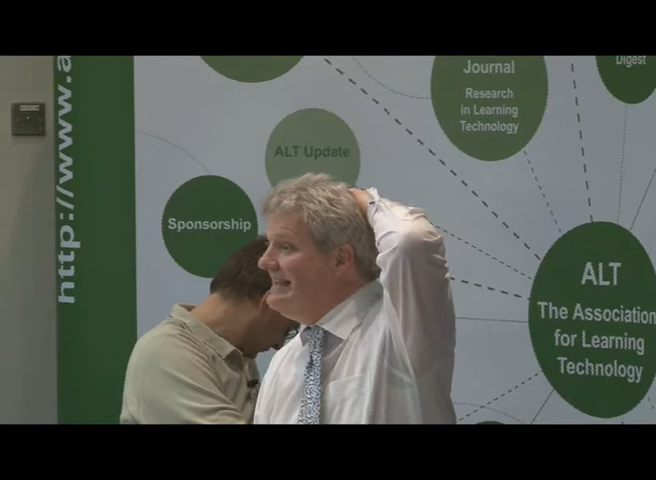 http://www.a
Journal
Research
in Learning
Technology
Digest
ALT Update
Sponsorship
ALT
The Association
for Learning
Technology